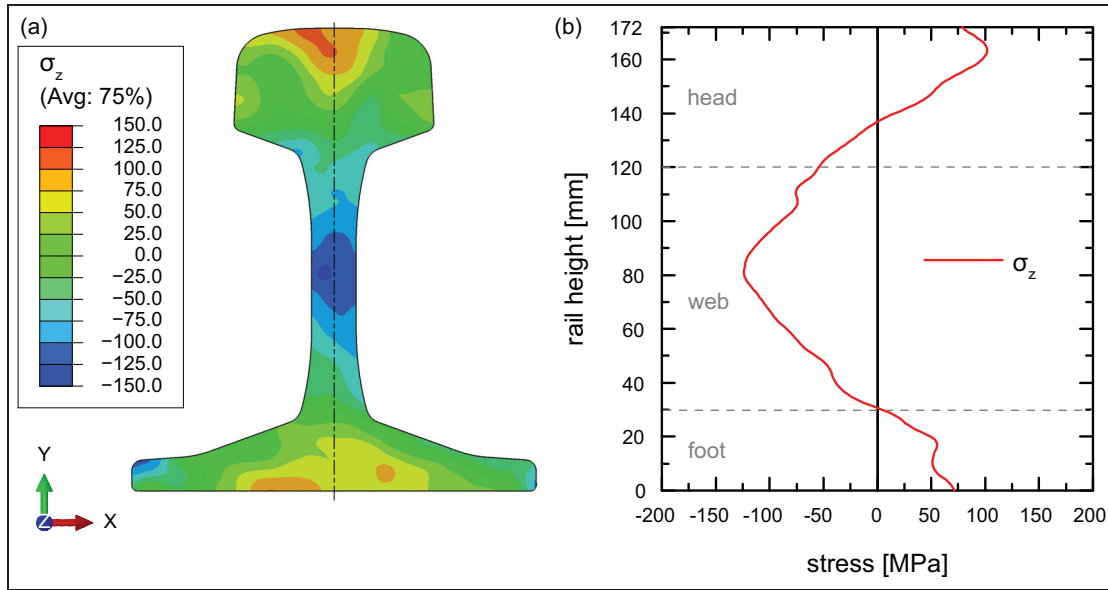 (a)
σz
(Avg: 75%)
150.0
125.0
100.0
75.0
50.0
25.0
0.0
−25.0
−50.0
−75.0
−100.0
−125.0
−150.0
Y
Z
X
(b)
172
160
140
120
100
80
60
40
20
0
rail height [mm]
head
web
foot
σz
-200 -150 -100 -50 0 50 100 150 200
stress [MPa]